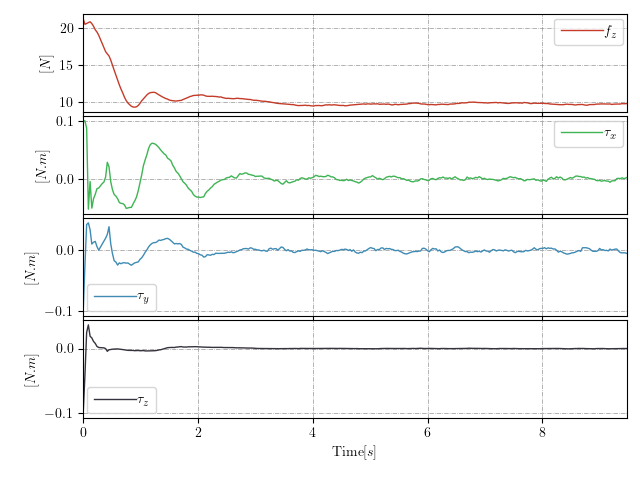 20
15
10
[N]
f_z
0.1
0.0
[N.m]
τ_x
0.0
−0.1
[N.m]
τ_y
0.0
−0.1
[N.m]
τ_z
0 2 4 6 8
Time[s]